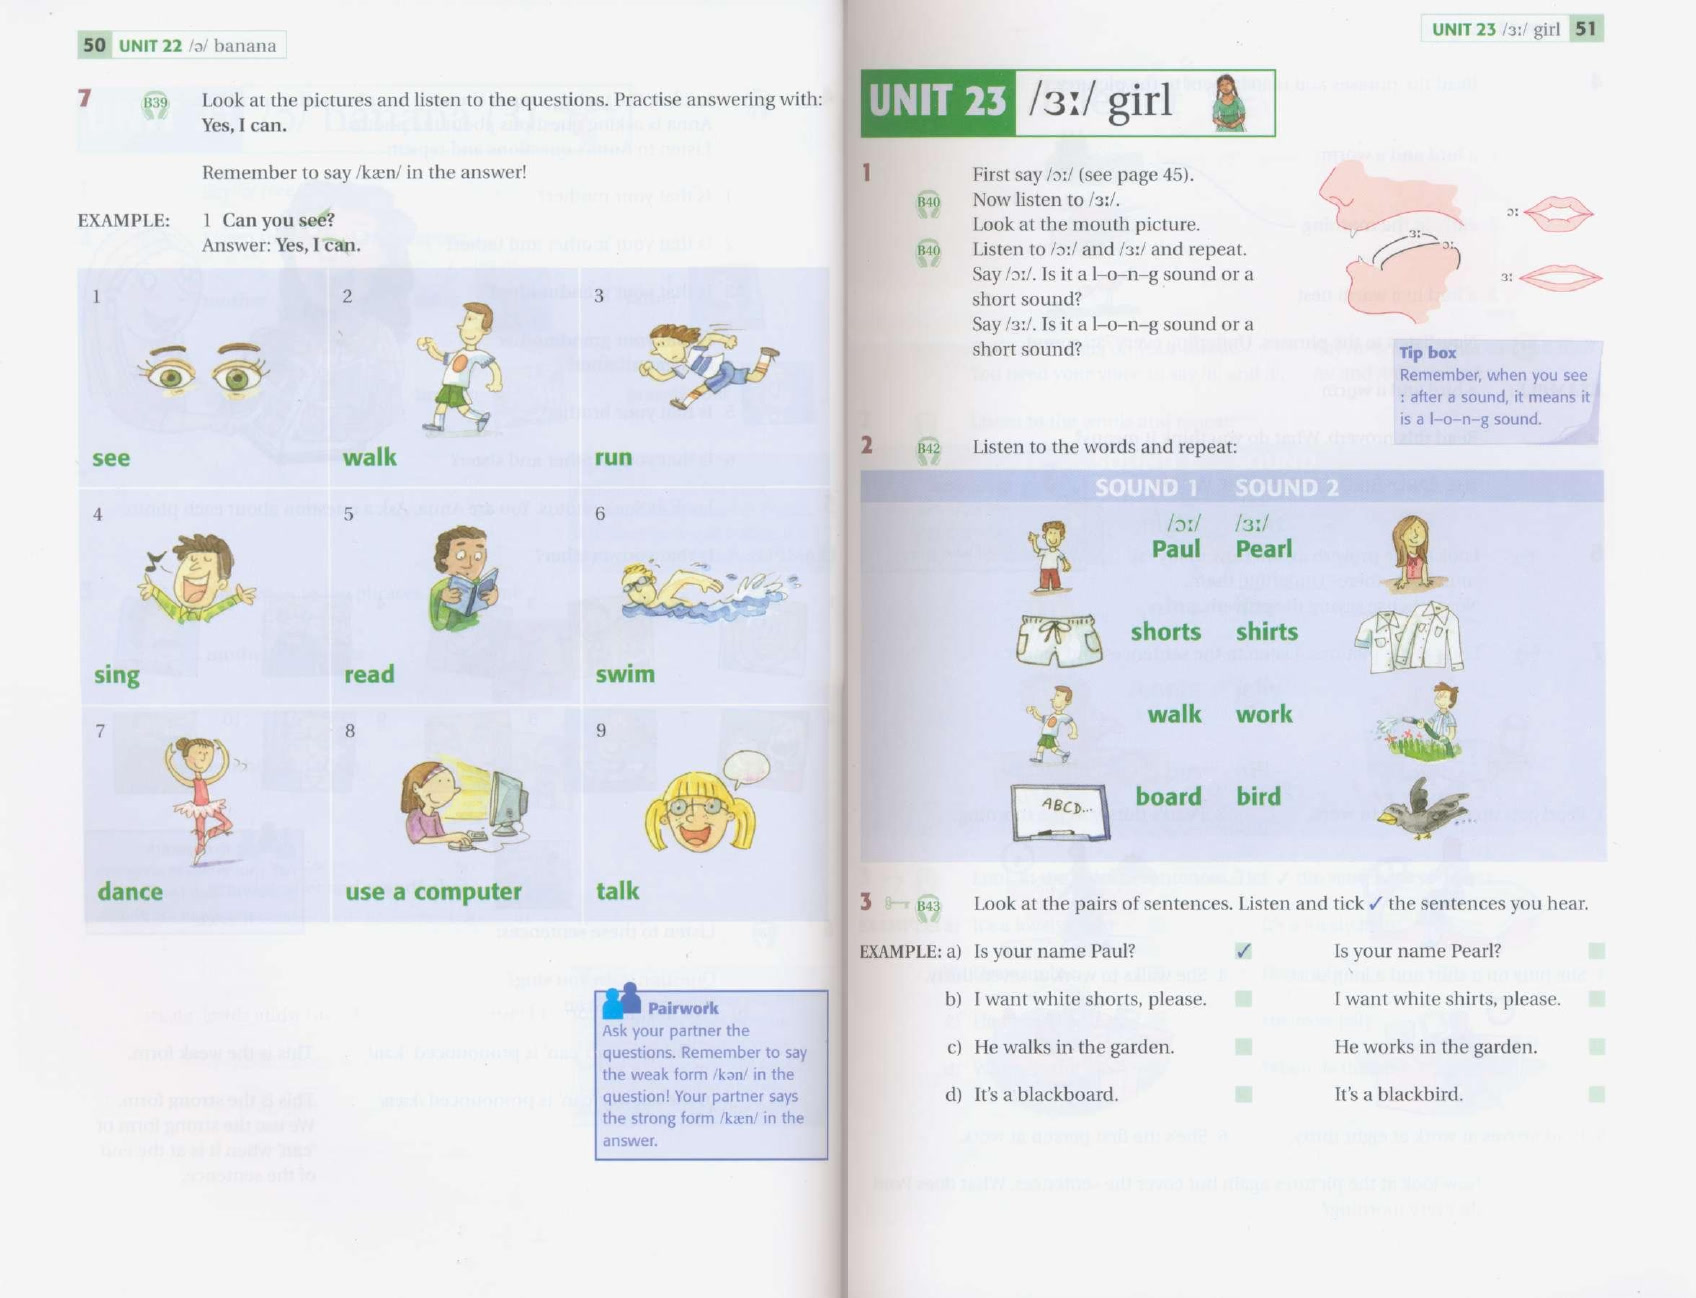 50 UNIT 22 /ə/ banana
7 B39 Look at the pictures and listen to the questions. Practise answering with:
Yes, I can.
Remember to say /kæn/ in the answer!
EXAMPLE: 1 Can you see?
Answer: Yes, I can.
1
2
3
see
walk
run
4
5
6
sing
read
swim
7
8
9
dance
use a computer
talk
Pairwork
Ask your partner the
questions. Remember to say
the weak form /kən/ in the
question! Your partner says
the strong form /kæn/ in the
answer.
UNIT 23 /ɜː/ girl 51
UNIT 23 /ɜː/ girl
1 First say /ɔː/ (see page 45).
B40 Now listen to /ɜː/.
Look at the mouth picture.
B40 Listen to /ɔː/ and /ɜː/ and repeat.
Say /ɔː/. Is it a l–o–n–g sound or a
short sound?
Say /ɜː/. Is it a l–o–n–g sound or a
short sound?
ɔː
ɜː
ɔː
ɜː
Tip box
Remember, when you see
: after a sound, it means it
is a l–o–n–g sound.
2 B42 Listen to the words and repeat:
SOUND 1 SOUND 2
/ɔː/ /ɜː/
Paul Pearl
shorts shirts
walk work
board bird
ABCD...
3 B43 Look at the pairs of sentences. Listen and tick ✓ the sentences you hear.
EXAMPLE: a) Is your name Paul? ✓ Is your name Pearl?
b) I want white shorts, please. I want white shirts, please.
c) He walks in the garden. He works in the garden.
d) It's a blackboard. It's a blackbird.